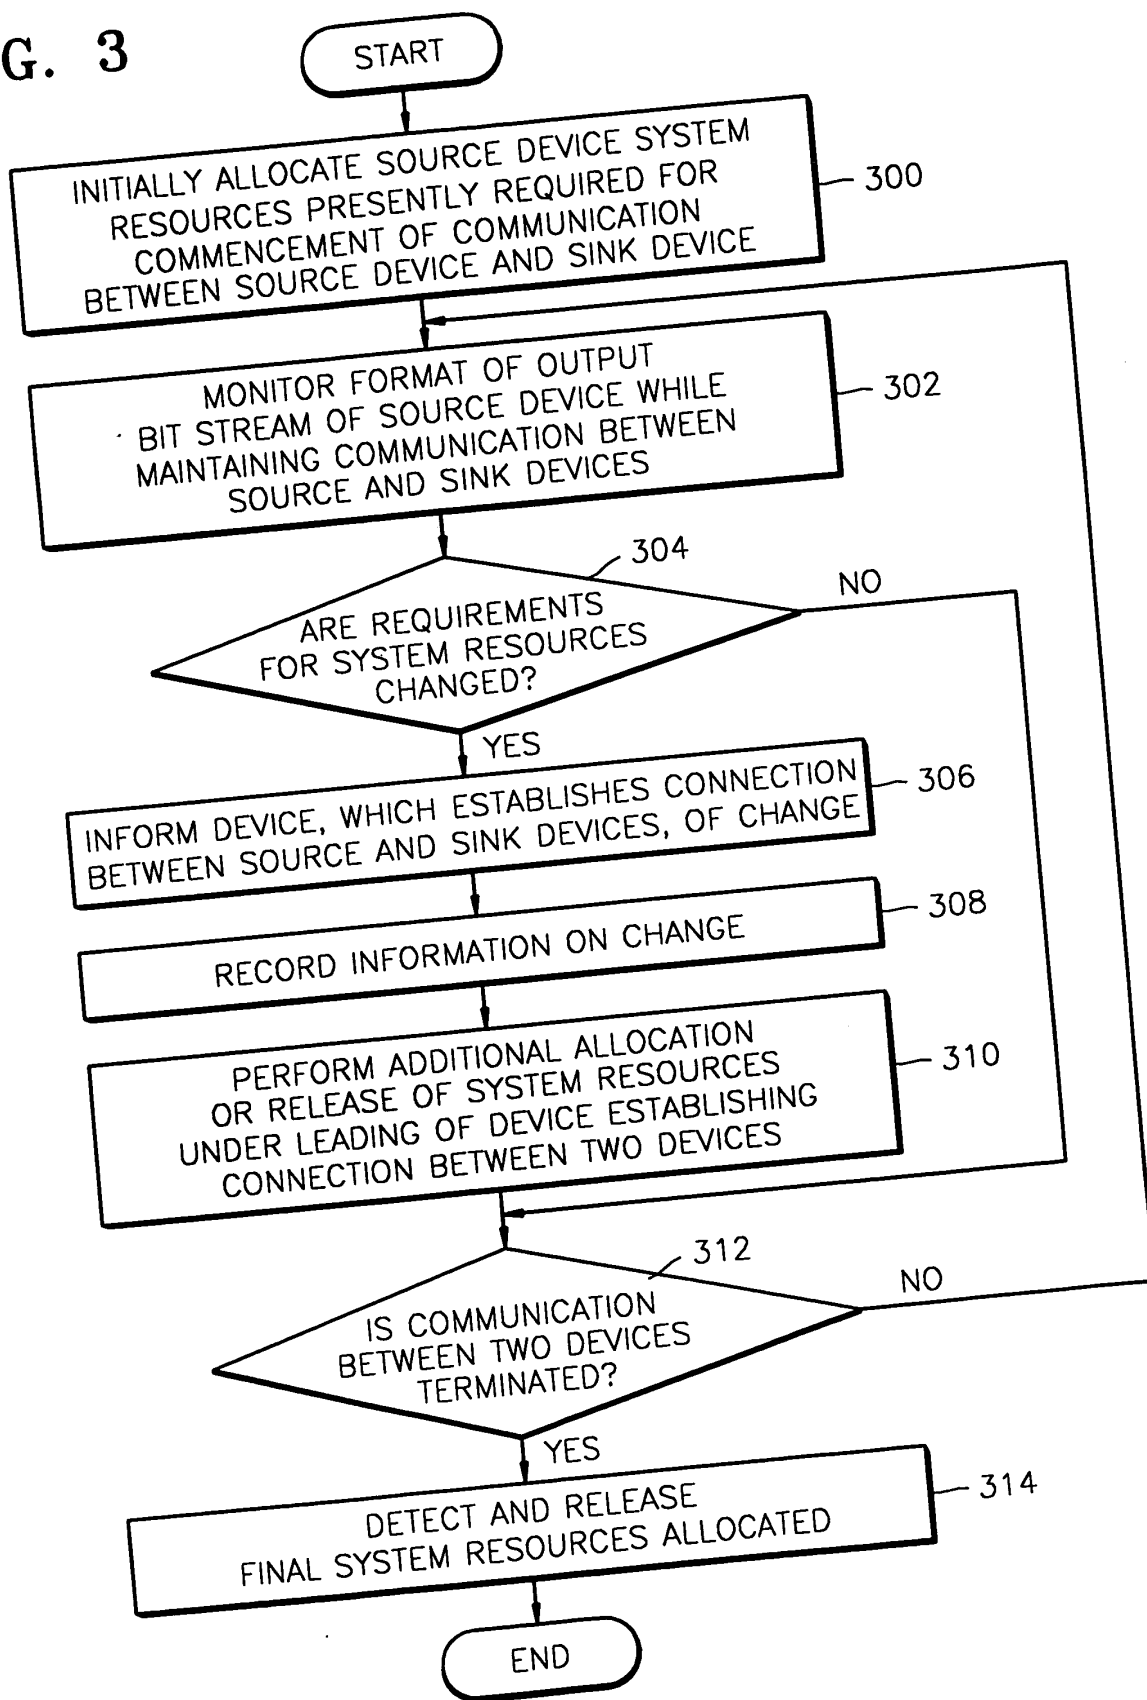 G. 3
START
INITIALLY ALLOCATE SOURCE DEVICE SYSTEM
RESOURCES PRESENTLY REQUIRED FOR
COMMENCEMENT OF COMMUNICATION
BETWEEN SOURCE DEVICE AND SINK DEVICE
300
MONITOR FORMAT OF OUTPUT
BIT STREAM OF SOURCE DEVICE WHILE
MAINTAINING COMMUNICATION BETWEEN
SOURCE AND SINK DEVICES
302
304
ARE REQUIREMENTS
FOR SYSTEM RESOURCES
CHANGED?
NO
YES
INFORM DEVICE, WHICH ESTABLISHES CONNECTION
BETWEEN SOURCE AND SINK DEVICES, OF CHANGE
306
RECORD INFORMATION ON CHANGE
308
PERFORM ADDITIONAL ALLOCATION
OR RELEASE OF SYSTEM RESOURCES
UNDER LEADING OF DEVICE ESTABLISHING
CONNECTION BETWEEN TWO DEVICES
310
312
IS COMMUNICATION
BETWEEN TWO DEVICES
TERMINATED?
NO
YES
DETECT AND RELEASE
FINAL SYSTEM RESOURCES ALLOCATED
314
END